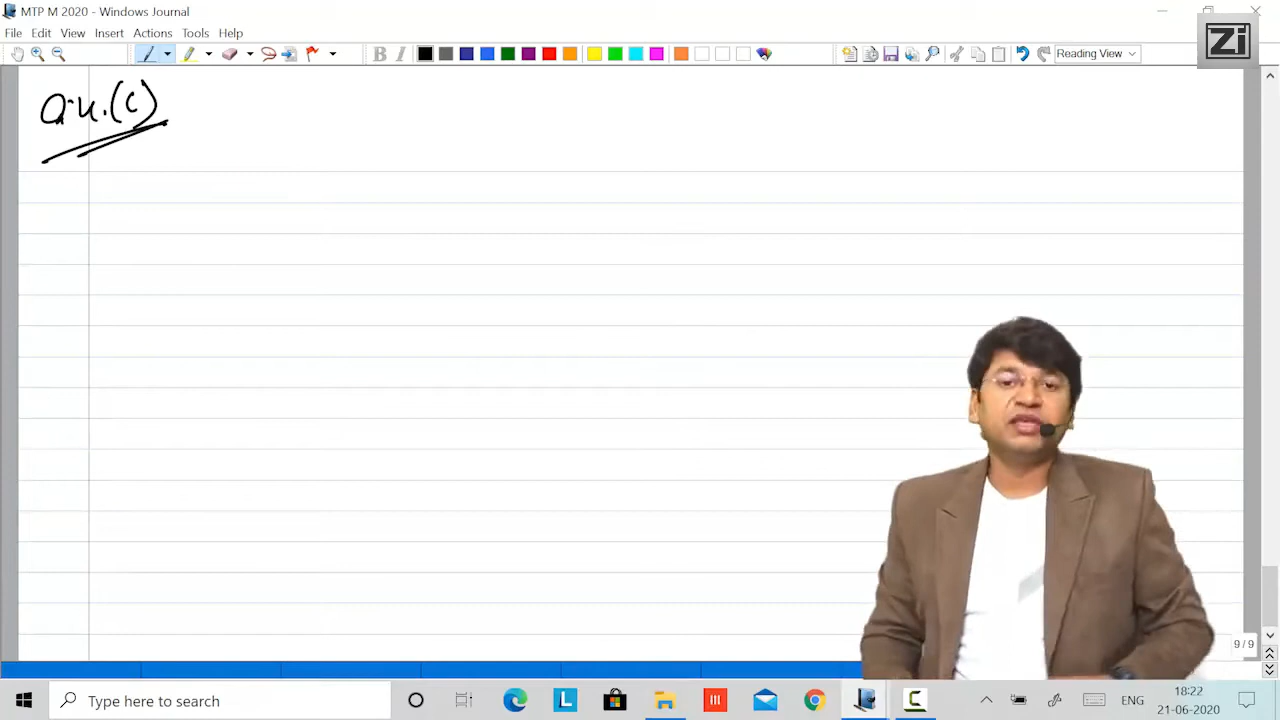 MTP M 2020 - Windows Journal
File Edit View Insert Actions Tools Help
Zi
B I
Reading View
Q.4.(C)
9 / 9
Type here to search
L
C
ENG
18:22
21-06-2020